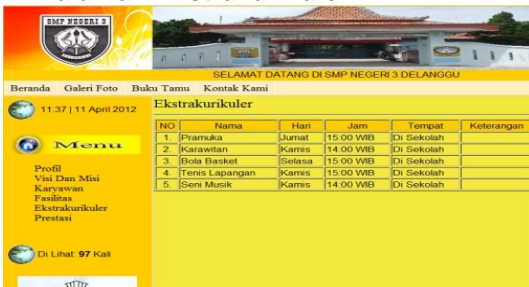 SMP NEGERI 3
SELAMAT DATANG DI SMP NEGERI 3 DELANGGU
Beranda Galeri Foto Buku Tamu Kontak Kami
11:37 | 11 April 2012
Menu
Profil
Visi Dan Misi
Karyawan
Fasilitas
Ekstrakurikuler
Prestasi
Di Lihat: 97 Kali
Ekstrakurikuler
NO Nama Hari Jam Tempat Keterangan
1. Pramuka Jumat 15:00 WIB Di Sekolah
2. Karawitan Kamis 14:00 WIB Di Sekolah
3. Bola Basket Selasa 15:00 WIB Di Sekolah
4. Tenis Lapangan Kamis 15:00 WIB Di Sekolah
5. Seni Musik Kamis 14:00 WIB Di Sekolah